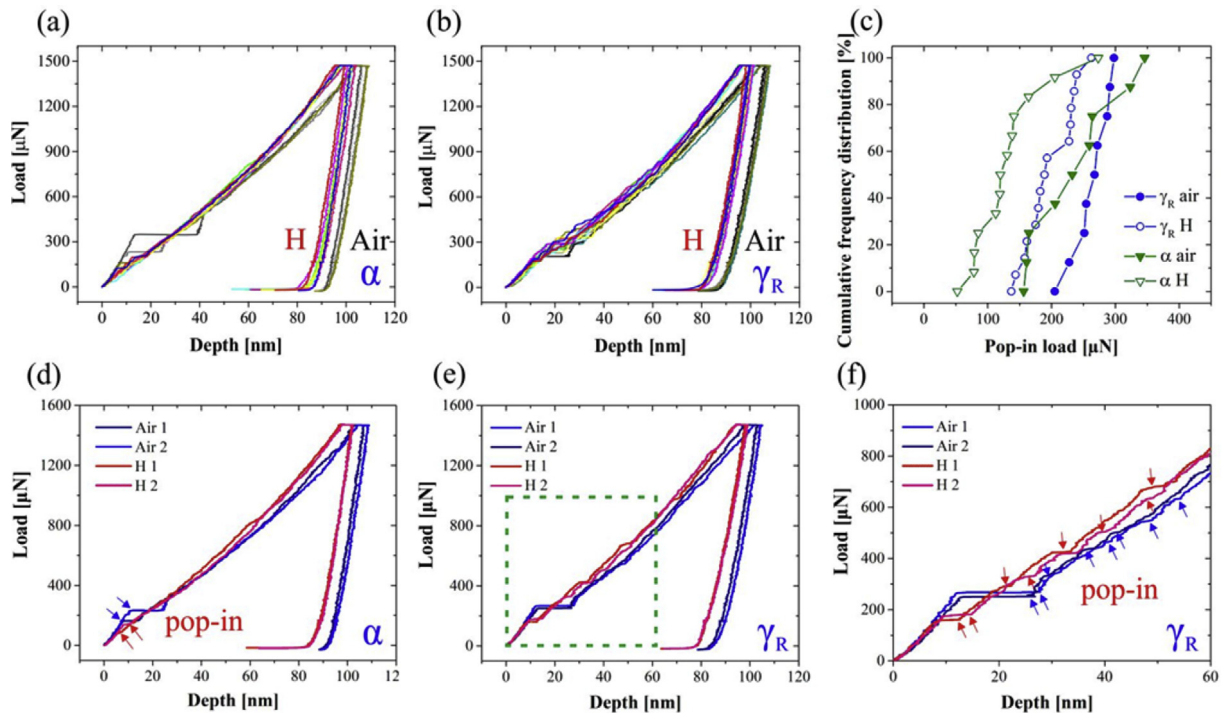 (a)
1500
1200
900
600
300
0
Load [µN]
H
Air
α
0 20 40 60 80 100 120
Depth [nm]
(b)
1500
1200
900
600
300
0
Load [µN]
H
Air
γR
0 20 40 60 80 100 120
Depth [nm]
(c)
Cumulative frequency distribution [%]
100
80
60
40
20
0
γR air
γR H
α air
α H
0 100 200 300 400
Pop-in load [µN]
(d)
1600
1200
800
400
0
Load [µN]
Air 1
Air 2
H 1
H 2
pop-in
α
0 20 40 60 80 100 120
Depth [nm]
(e)
1600
1200
800
400
0
Load [µN]
Air 1
Air 2
H 1
H 2
γR
0 20 40 60 80 100 120
Depth [nm]
(f)
1000
800
600
400
200
0
Load [µN]
Air 1
Air 2
H 1
H 2
pop-in
γR
0 10 20 30 40 50 60
Depth [nm]